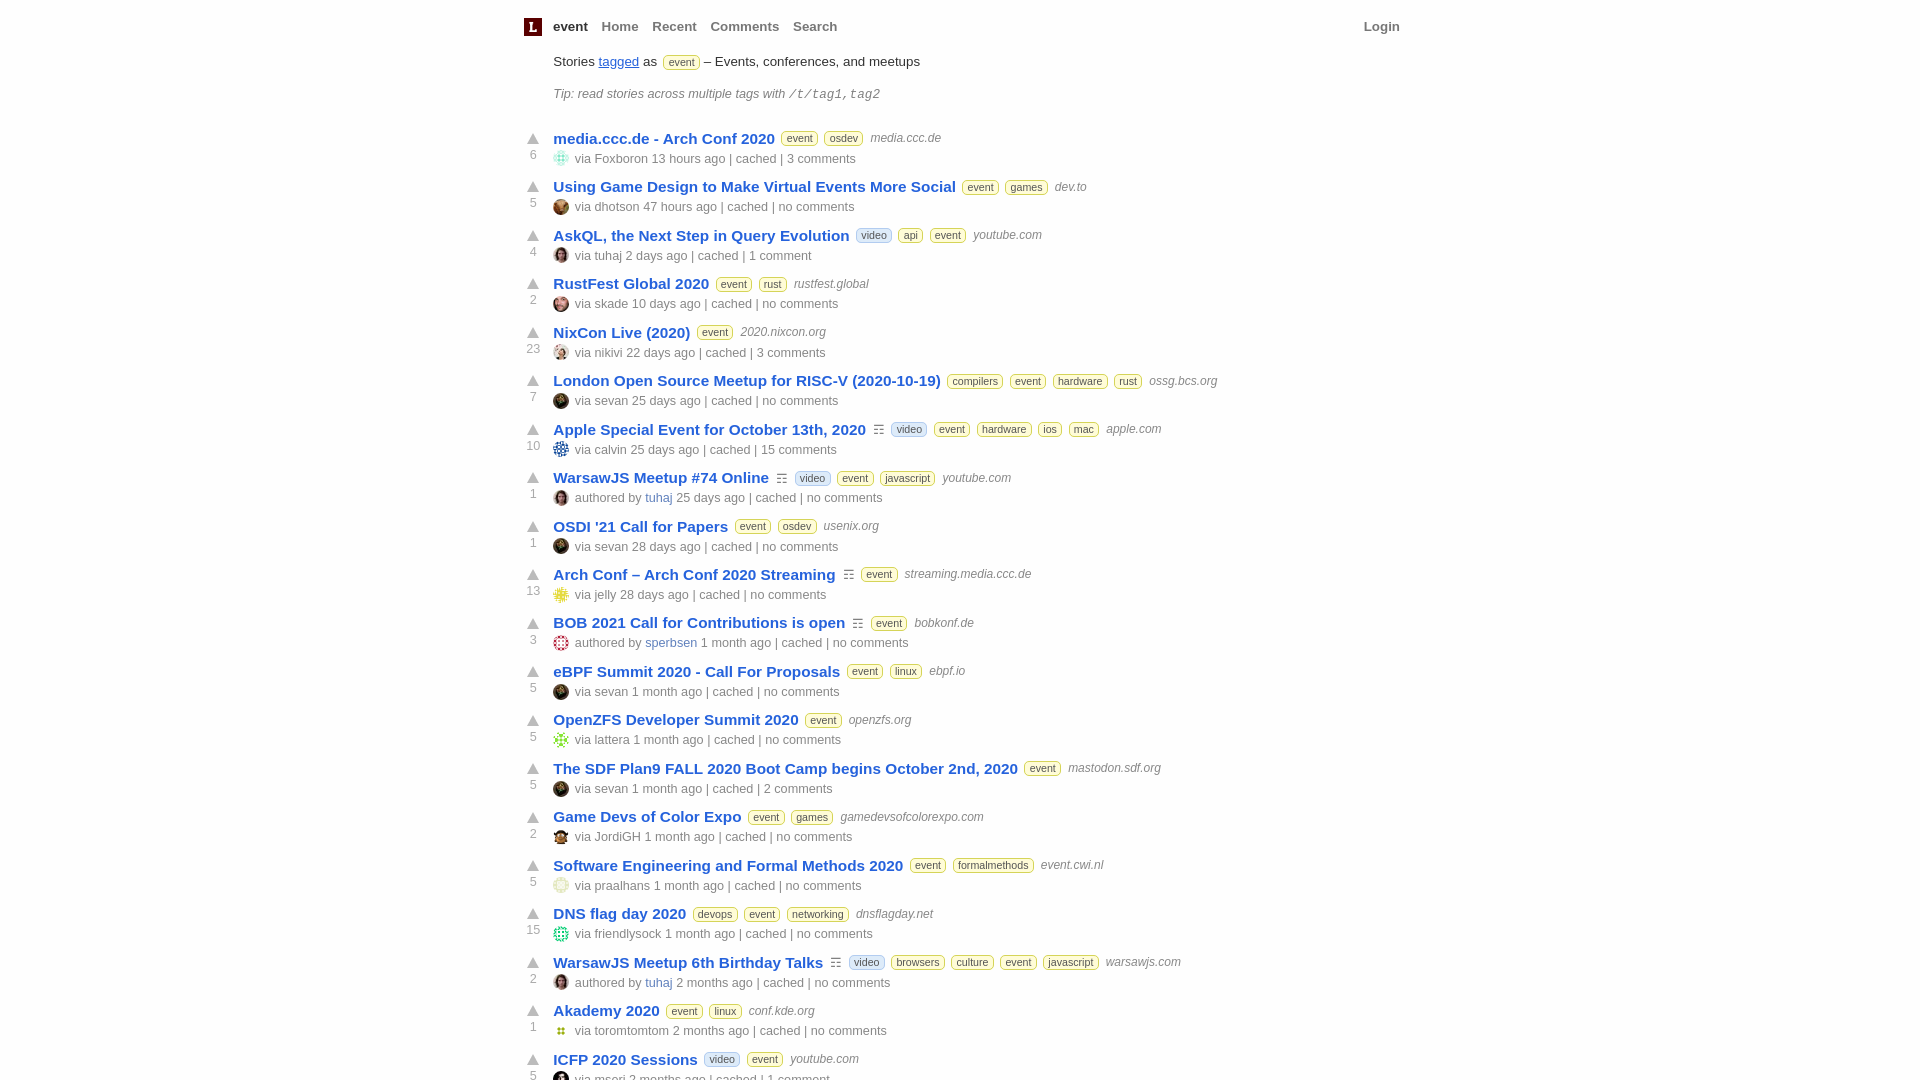 L event Home Recent Comments Search Login
Stories tagged as event – Events, conferences, and meetups
Tip: read stories across multiple tags with /t/tag1,tag2
media.ccc.de - Arch Conf 2020 event osdev media.ccc.de
6 via Foxboron 13 hours ago | cached | 3 comments
Using Game Design to Make Virtual Events More Social event games dev.to
5 via dhotson 47 hours ago | cached | no comments
AskQL, the Next Step in Query Evolution video api event youtube.com
4 via tuhaj 2 days ago | cached | 1 comment
RustFest Global 2020 event rust rustfest.global
2 via skade 10 days ago | cached | no comments
NixCon Live (2020) event 2020.nixcon.org
23 via nikivi 22 days ago | cached | 3 comments
London Open Source Meetup for RISC-V (2020-10-19) compilers event hardware rust ossg.bcs.org
7 via sevan 25 days ago | cached | no comments
Apple Special Event for October 13th, 2020 ☶ video event hardware ios mac apple.com
10 via calvin 25 days ago | cached | 15 comments
WarsawJS Meetup #74 Online ☶ video event javascript youtube.com
1 authored by tuhaj 25 days ago | cached | no comments
OSDI '21 Call for Papers event osdev usenix.org
1 via sevan 28 days ago | cached | no comments
Arch Conf – Arch Conf 2020 Streaming ☶ event streaming.media.ccc.de
13 via jelly 28 days ago | cached | no comments
BOB 2021 Call for Contributions is open ☶ event bobkonf.de
3 authored by sperbsen 1 month ago | cached | no comments
eBPF Summit 2020 - Call For Proposals event linux ebpf.io
5 via sevan 1 month ago | cached | no comments
OpenZFS Developer Summit 2020 event openzfs.org
5 via lattera 1 month ago | cached | no comments
The SDF Plan9 FALL 2020 Boot Camp begins October 2nd, 2020 event mastodon.sdf.org
5 via sevan 1 month ago | cached | 2 comments
Game Devs of Color Expo event games gamedevsofcolorexpo.com
2 via JordiGH 1 month ago | cached | no comments
Software Engineering and Formal Methods 2020 event formalmethods event.cwi.nl
5 via praalhans 1 month ago | cached | no comments
DNS flag day 2020 devops event networking dnsflagday.net
15 via friendlysock 1 month ago | cached | no comments
WarsawJS Meetup 6th Birthday Talks ☶ video browsers culture event javascript warsawjs.com
2 authored by tuhaj 2 months ago | cached | no comments
Akademy 2020 event linux conf.kde.org
1 via toromtomtom 2 months ago | cached | no comments
ICFP 2020 Sessions video event youtube.com
5 via mseri 2 months ago | cached | 1 comment